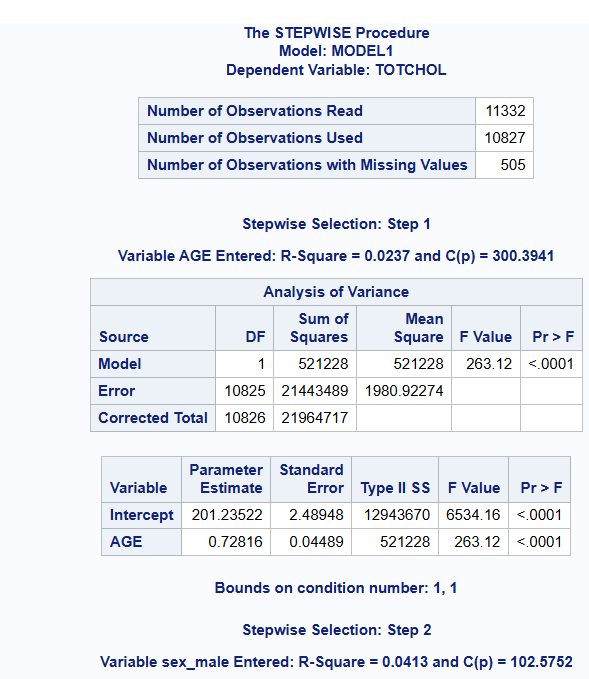 The STEPWISE Procedure
Model: MODEL1
Dependent Variable: TOTCHOL
Number of Observations Read 11332
Number of Observations Used 10827
Number of Observations with Missing Values 505
Stepwise Selection: Step 1
Variable AGE Entered: R-Square = 0.0237 and C(p) = 300.3941
Analysis of Variance
Source DF Sum of Squares Mean Square F Value Pr > F
Model 1 521228 521228 263.12 <.0001
Error 10825 21443489 1980.92274
Corrected Total 10826 21964717
Variable Parameter Estimate Standard Error Type II SS F Value Pr > F
Intercept 201.23522 2.48948 12943670 6534.16 <.0001
AGE 0.72816 0.04489 521228 263.12 <.0001
Bounds on condition number: 1, 1
Stepwise Selection: Step 2
Variable sex_male Entered: R-Square = 0.0413 and C(p) = 102.5752